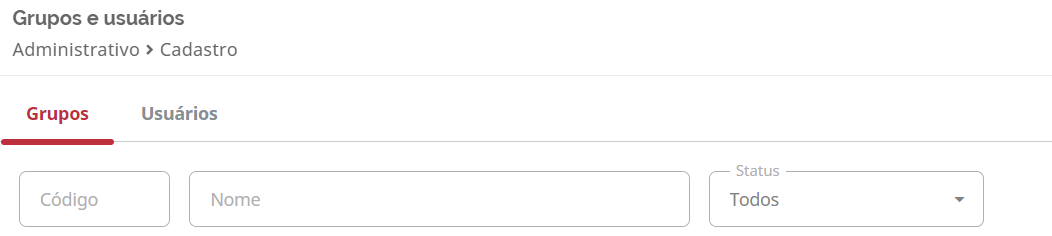 Grupos e usuários
Administrativo > Cadastro
Grupos Usuários
Status
Código Nome Todos